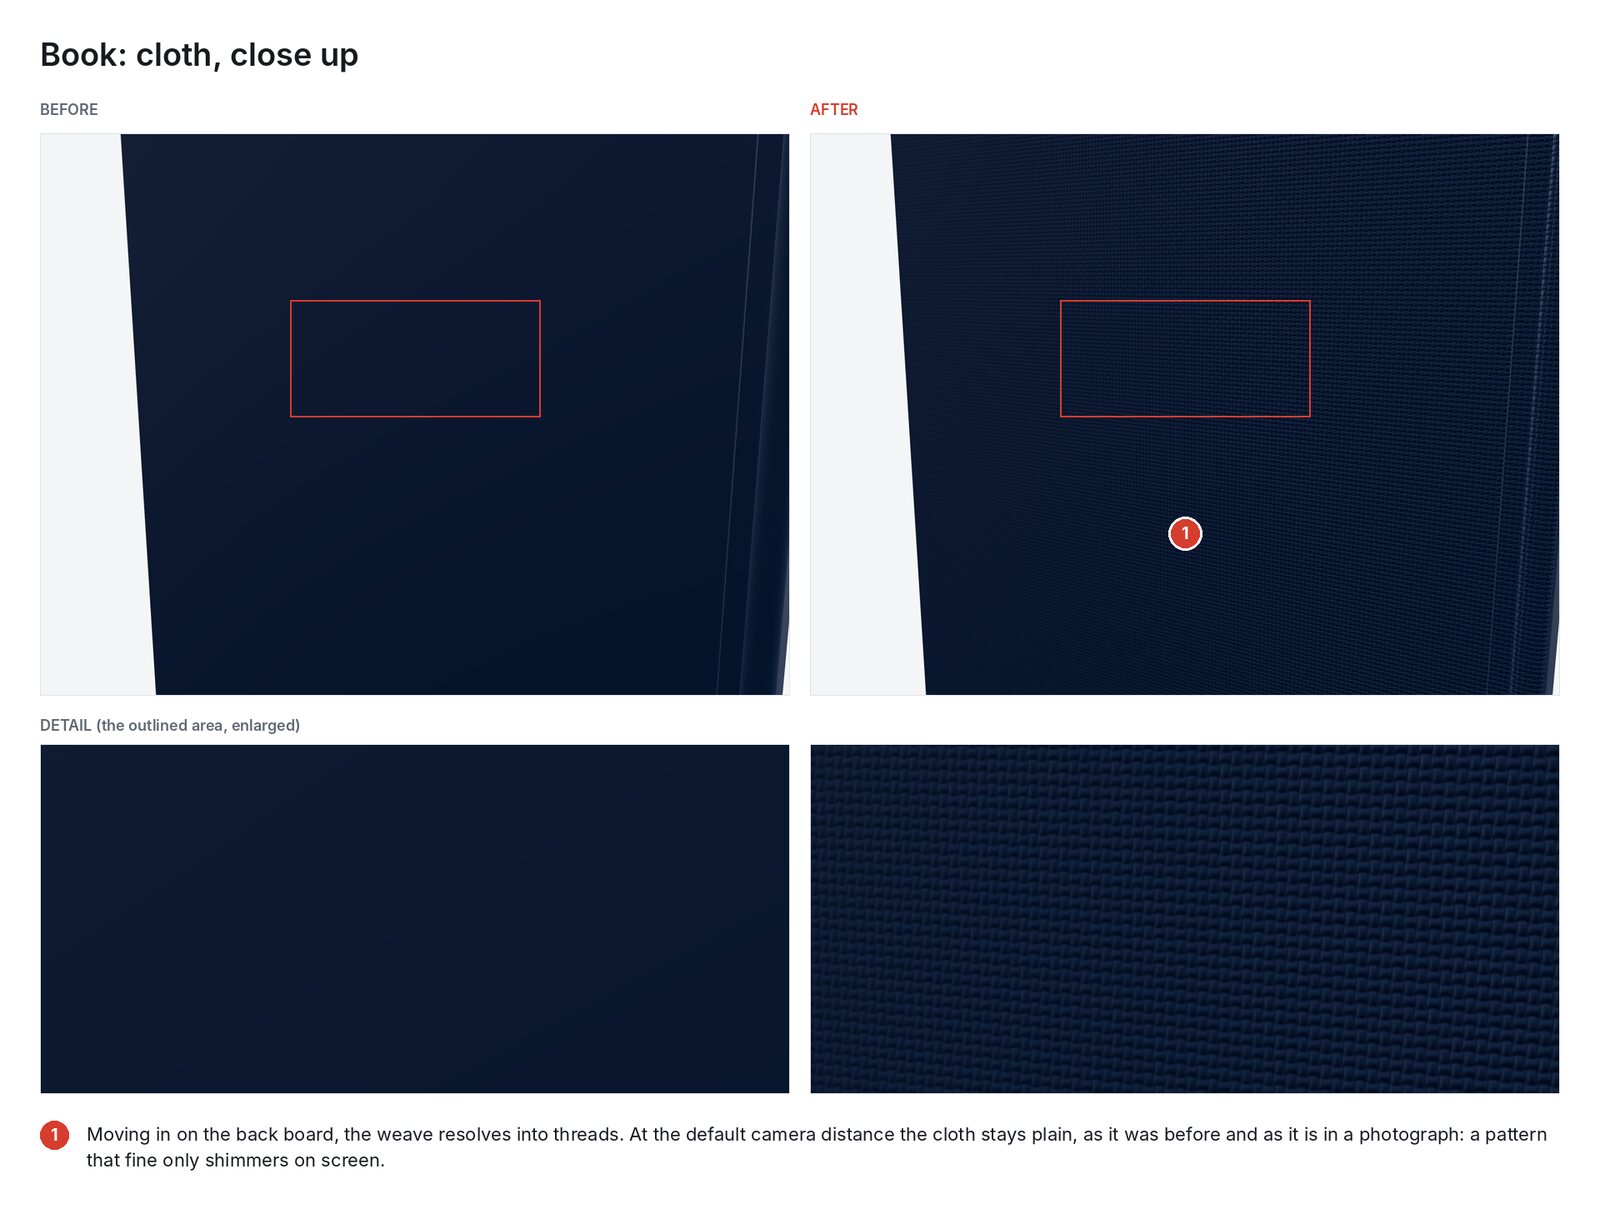 Book: cloth, close up
BEFORE
AFTER
1
DETAIL (the outlined area, enlarged)
1
Moving in on the back board, the weave resolves into threads. At the default camera distance the cloth stays plain, as it was before and as it is in a photograph: a pattern
that fine only shimmers on screen.